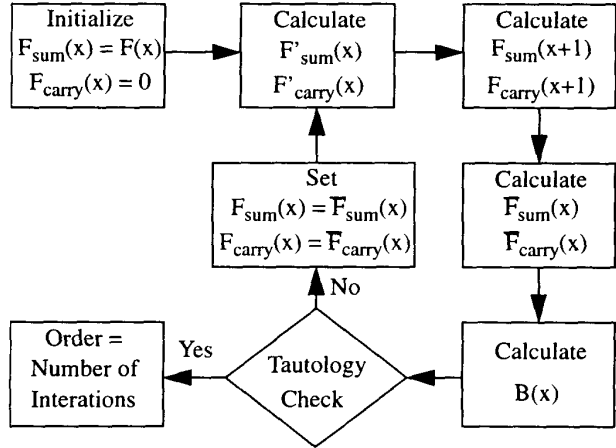 Initialize
F_sum(x) = F(x)
F_carry(x) = 0
Calculate
F'_sum(x)
F'_carry(x)
Calculate
F_sum(x+1)
F_carry(x+1)
Set
F_sum(x) = F̅_sum(x)
F_carry(x) = F̅_carry(x)
Calculate
F̅_sum(x)
F̅_carry(x)
No
Order =
Number of
Interations
Yes
Tautology
Check
Calculate
B(x)